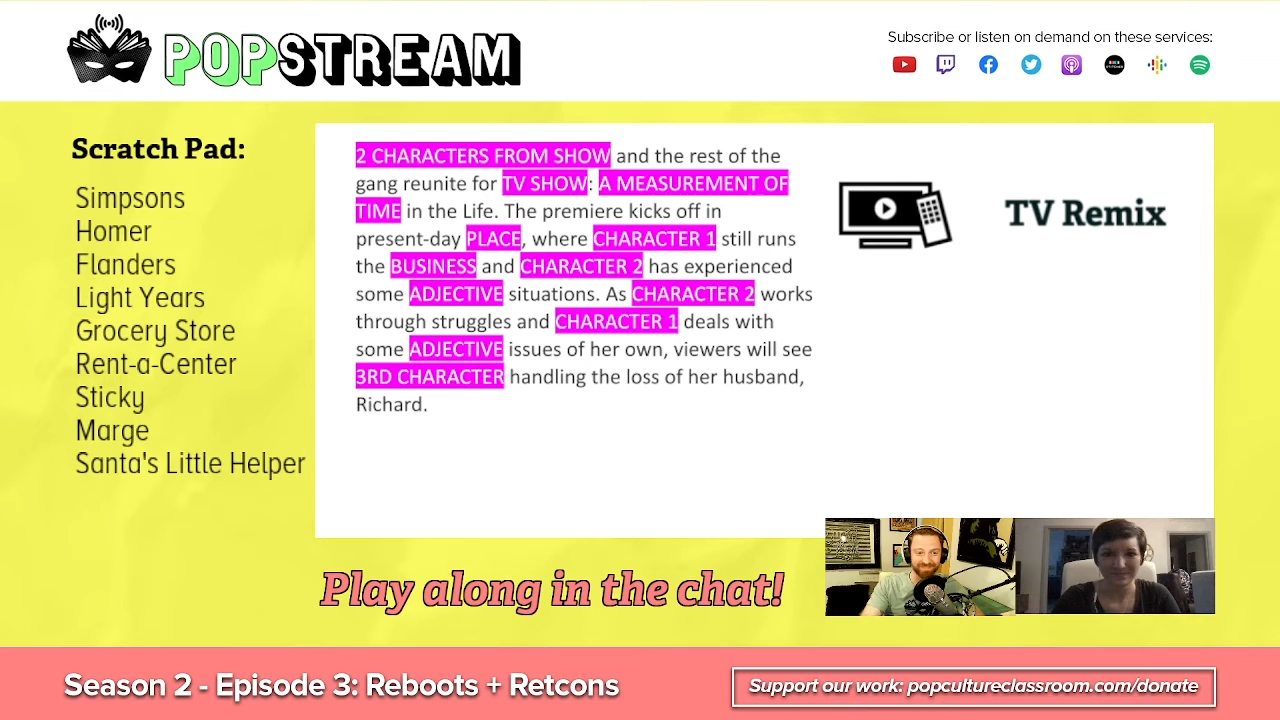 POPSTREAM
Subscribe or listen on demand on these services:
Scratch Pad:
Simpsons
Homer
Flanders
Light Years
Grocery Store
Rent-a-Center
Sticky
Marge
Santa's Little Helper
2 CHARACTERS FROM SHOW and the rest of the
gang reunite for TV SHOW: A MEASUREMENT OF
TIME in the Life. The premiere kicks off in
present-day PLACE, where CHARACTER 1 still runs
the BUSINESS and CHARACTER 2 has experienced
some ADJECTIVE situations. As CHARACTER 2 works
through struggles and CHARACTER 1 deals with
some ADJECTIVE issues of her own, viewers will see
3RD CHARACTER handling the loss of her husband,
Richard.
TV Remix
Play along in the chat!
Season 2 - Episode 3: Reboots + Retcons
Support our work: popcultureclassroom.com/donate